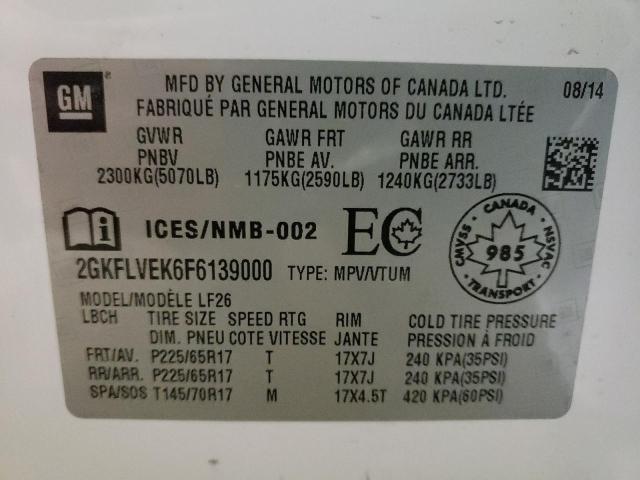 GM
MFD BY GENERAL MOTORS OF CANADA LTD. 08/14
FABRIQUÉ PAR GENERAL MOTORS DU CANADA LTÉE
GVWR GAWR FRT GAWR RR
PNBV PNBE AV. PNBE ARR.
2300KG(5070LB) 1175KG(2590LB) 1240KG(2733LB)
i ICES/NMB-002 EC
CANADA
CMVSS 985 NSVAC
TRANSPORT
2GKFLVEK6F6139000 TYPE: MPV/VTUM
MODEL/MODÈLE LF26
LBCH TIRE SIZE SPEED RTG RIM COLD TIRE PRESSURE
DIM. PNEU COTE VITESSE JANTE PRESSION À FROID
FRT/AV. P225/65R17 T 17X7J 240 KPA(35PSI)
RR/ARR. P225/65R17 T 17X7J 240 KPA(35PSI)
SPA/SOS T145/70R17 M 17X4.5T 420 KPA(60PSI)